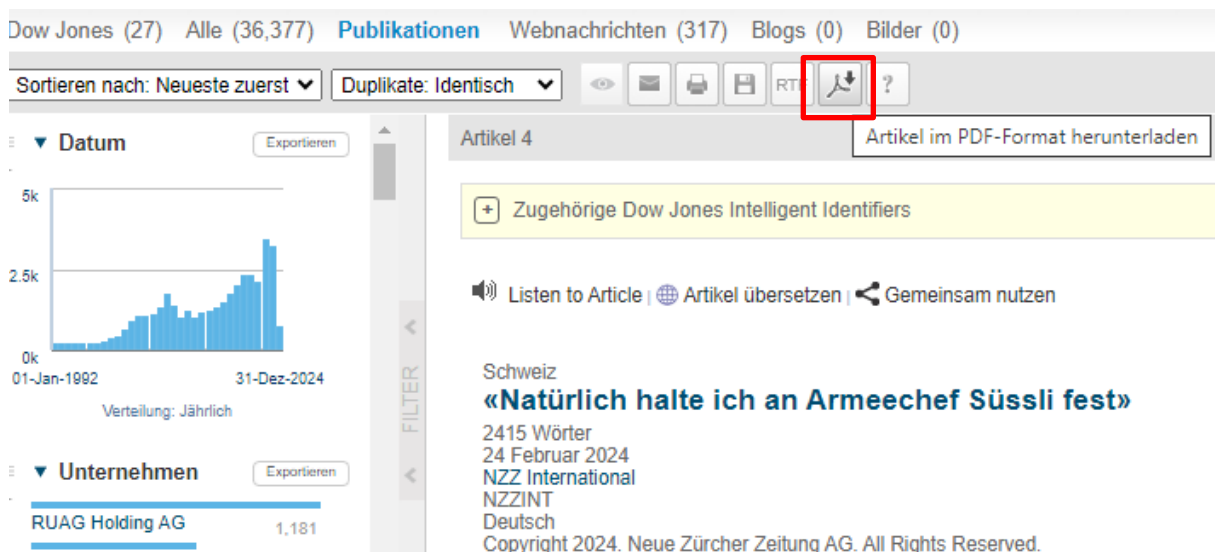 Dow Jones (27) Alle (36,377) Publikationen Webnachrichten (317) Blogs (0) Bilder (0)
Sortieren nach: Neueste zuerst Duplikate: Identisch RTF ?
Datum Exportieren
Artikel 4
Artikel im PDF-Format herunterladen
5k
2.5k
0k
01-Jan-1992 31-Dez-2024
Verteilung: Jährlich
Unternehmen Exportieren
RUAG Holding AG 1,181
FILTER
Zugehörige Dow Jones Intelligent Identifiers
Listen to Article | Artikel übersetzen | Gemeinsam nutzen
Schweiz
«Natürlich halte ich an Armeechef Süssli fest»
2415 Wörter
24 Februar 2024
NZZ International
NZZINT
Deutsch
Copyright 2024. Neue Zürcher Zeitung AG. All Rights Reserved.